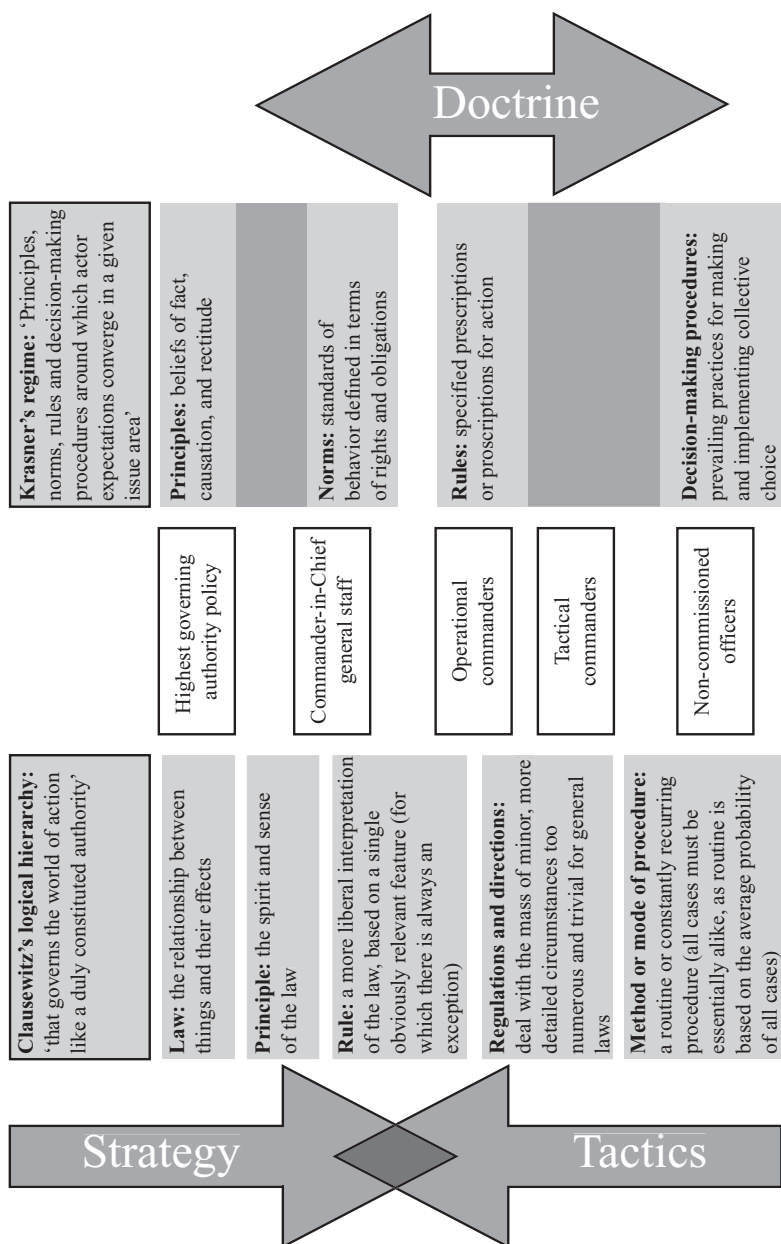 Strategy
Tactics
Clausewitz's logical hierarchy:
'that governs the world of action
like a duly constituted authority'
Law: the relationship between
things and their effects
Principle: the spirit and sense
of the law
Rule: a more liberal interpretation
of the law, based on a single
obviously relevant feature (for
which there is always an
exception)
Regulations and directions:
deal with the mass of minor, more
detailed circumstances too
numerous and trivial for general
laws
Method or mode of procedure:
a routine or constantly recurring
procedure (all cases must be
essentially alike, as routine is
based on the average probability
of all cases)
Highest governing
authority policy
Commander-in-Chief
general staff
Operational
commanders
Tactical
commanders
Non-commissioned
officers
Krasner's regime: 'Principles,
norms, rules and decision-making
procedures around which actor
expectations converge in a given
issue area'
Principles: beliefs of fact,
causation, and rectitude
Norms: standards of
behavior defined in terms
of rights and obligations
Rules: specified prescriptions
or proscriptions for action
Decision-making procedures:
prevailing practices for making
and implementing collective
choice
Doctrine